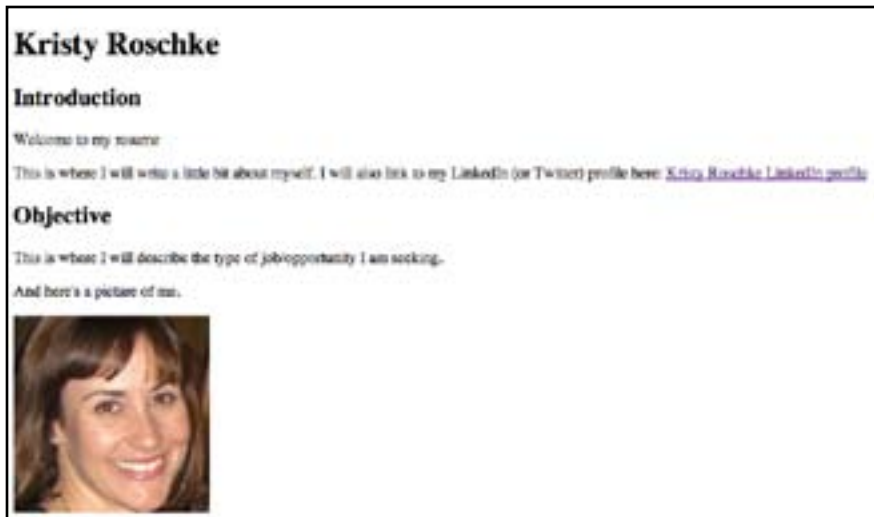 Kristy Roschke
Introduction
Welcome to my resume
This is where I will write a little bit about myself. I will also link to my LinkedIn (or Twitter) profile here: Kristy Roschke LinkedIn profile
Objective
This is where I will describe the type of job/opportunity I am seeking.
And here's a picture of me.